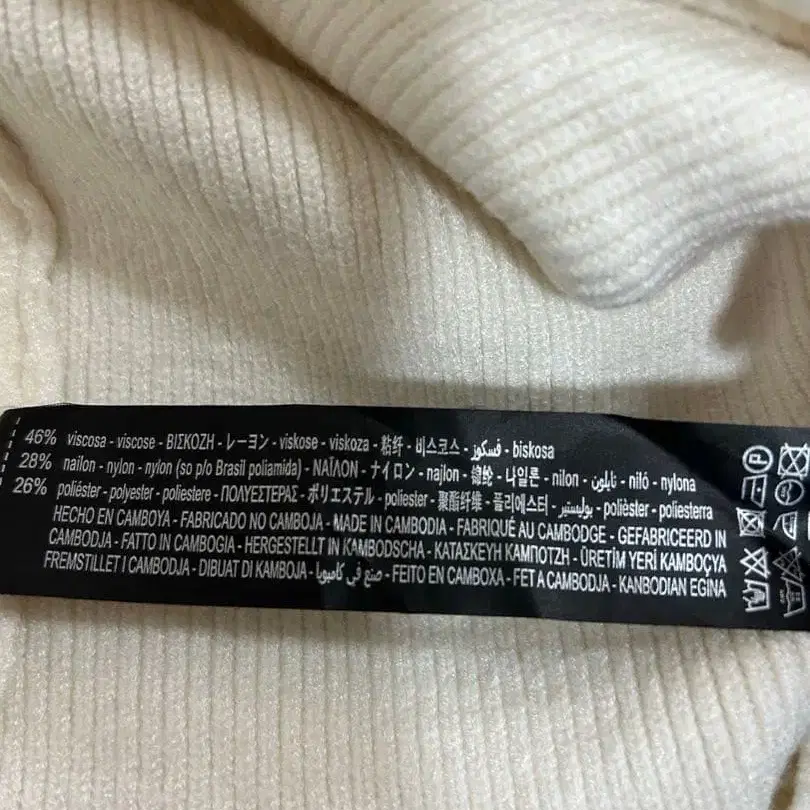 46% viscosa - viscose - ΒΙΣΚΟΖΗ - レーヨン - viskose - viskoza - 粘纤 - 비스코스 - فسكوز - biskosa
28% nailon - nylon - nylon (so p/o Brasil poliamida) - ΝΑΪΛΟΝ - ナイロン - najlon - 锦纶 - 나일론 - nilon - نايلون - niló - nylona
26% poliéster - polyester - poliestere - ΠΟΛΥΕΣΤΕΡΑΣ - ポリエステル - poliester - 聚酯纤维 - 폴리에스터 - بوليستير - polièster - poliesterra
HECHO EN CAMBOYA - FABRICADO NO CAMBOJA - MADE IN CAMBODIA - FABRIQUÉ AU CAMBODGE - GEFABRICEERD IN
CAMBODJA - FATTO IN CAMBOGIA - HERGESTELLT IN KAMBODSCHA - ΚΑΤΑΣΚΕΥΗ ΚΑΜΠΟΤΖΗ - ÜRETİM YERİ KAMBOÇYA
FREMSTILLET I CAMBODJA - DIBUAT DI KAMBOJA - صنع في كامبوديا - FEITO EN CAMBOXA - FET A CAMBODJA - KANBODIAN EGINA